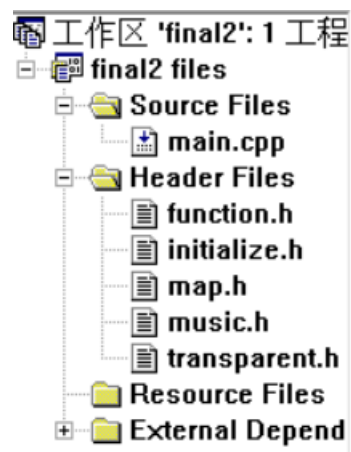 工作区 'final2': 1 工程
final2 files
Source Files
main.cpp
Header Files
function.h
initialize.h
map.h
music.h
transparent.h
Resource Files
External Depend